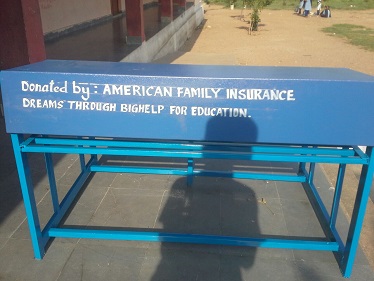 Donated by: AMERICAN FAMILY INSURANCE
DREAMS THROUGH BIGHELP FOR EDUCATION.